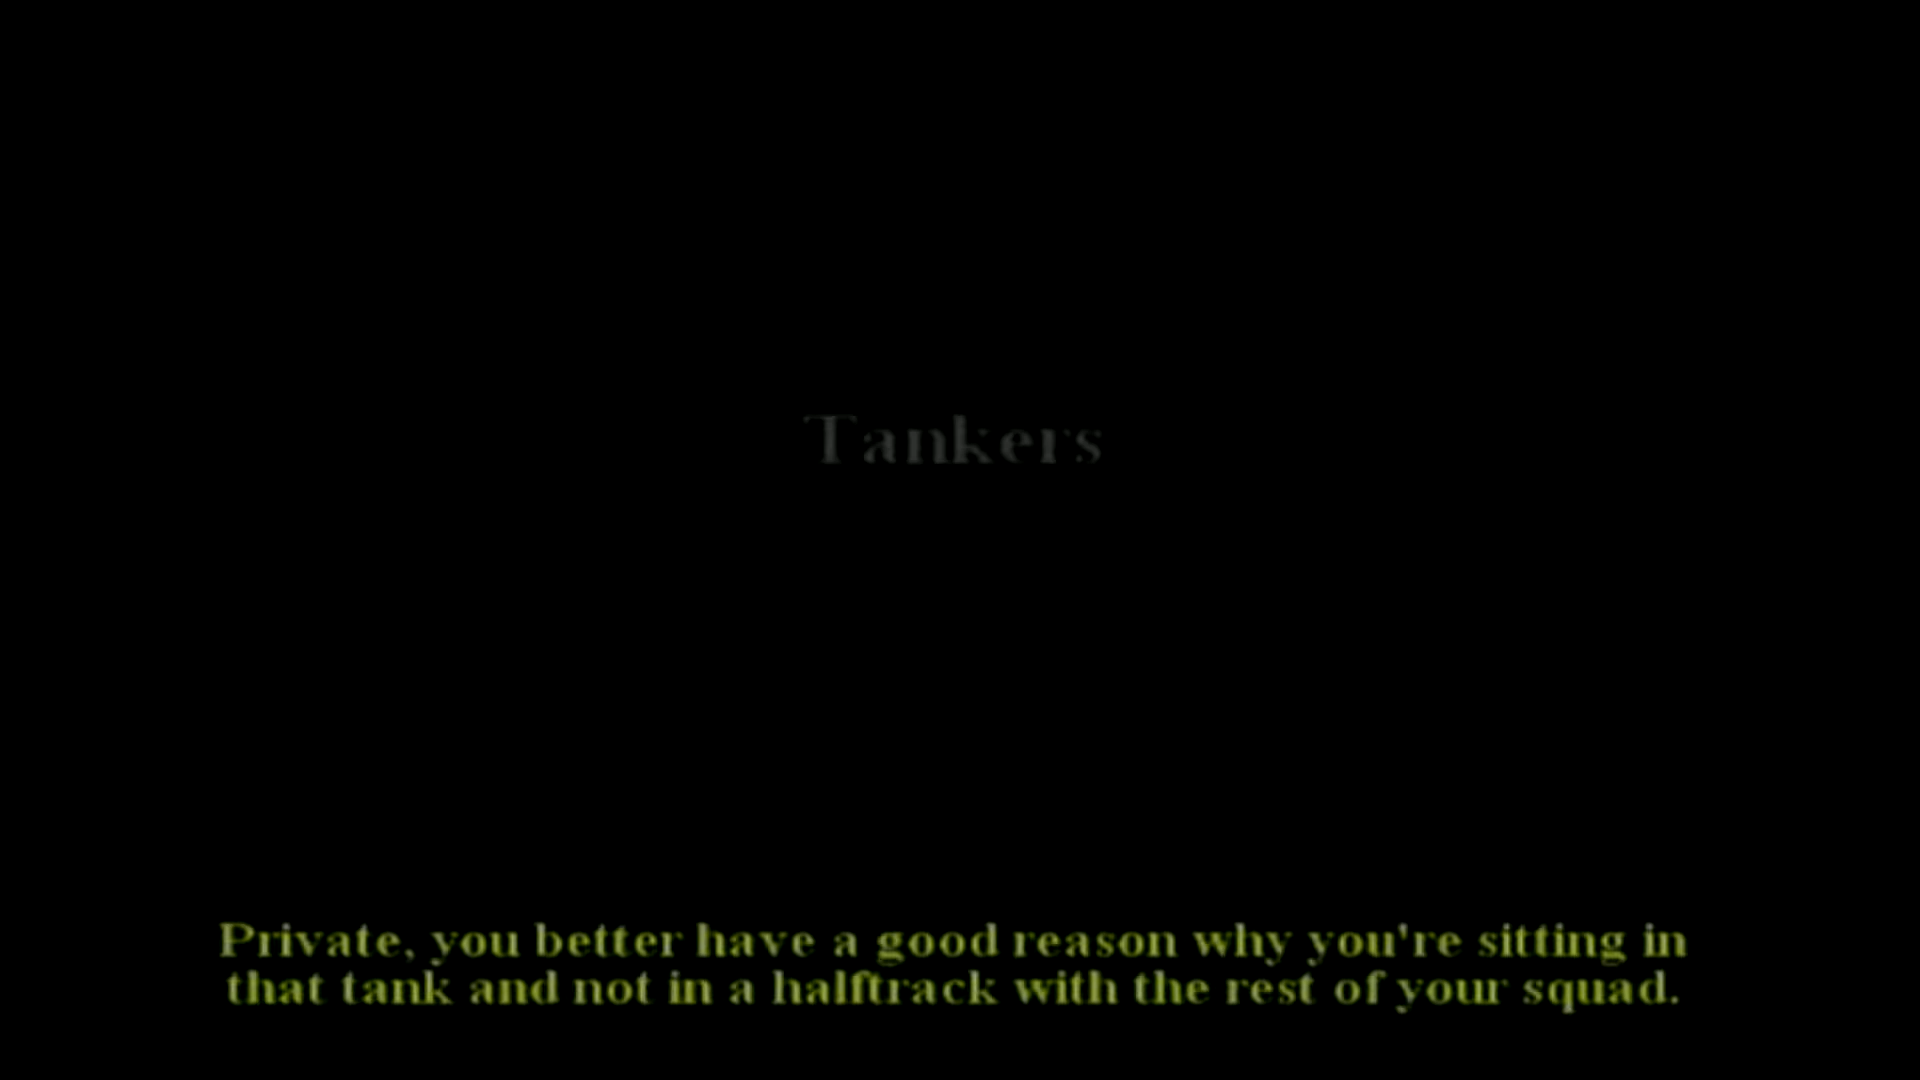 Tankers
Private, you better have a good reason why you're sitting in
that tank and not in a halftrack with the rest of your squad.